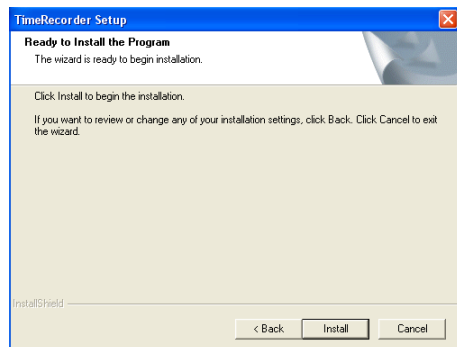 TimeRecorder Setup
Ready to Install the Program
The wizard is ready to begin installation.
Click Install to begin the installation.
If you want to review or change any of your installation settings, click Back. Click Cancel to exit
the wizard.
InstallShield
< Back Install Cancel